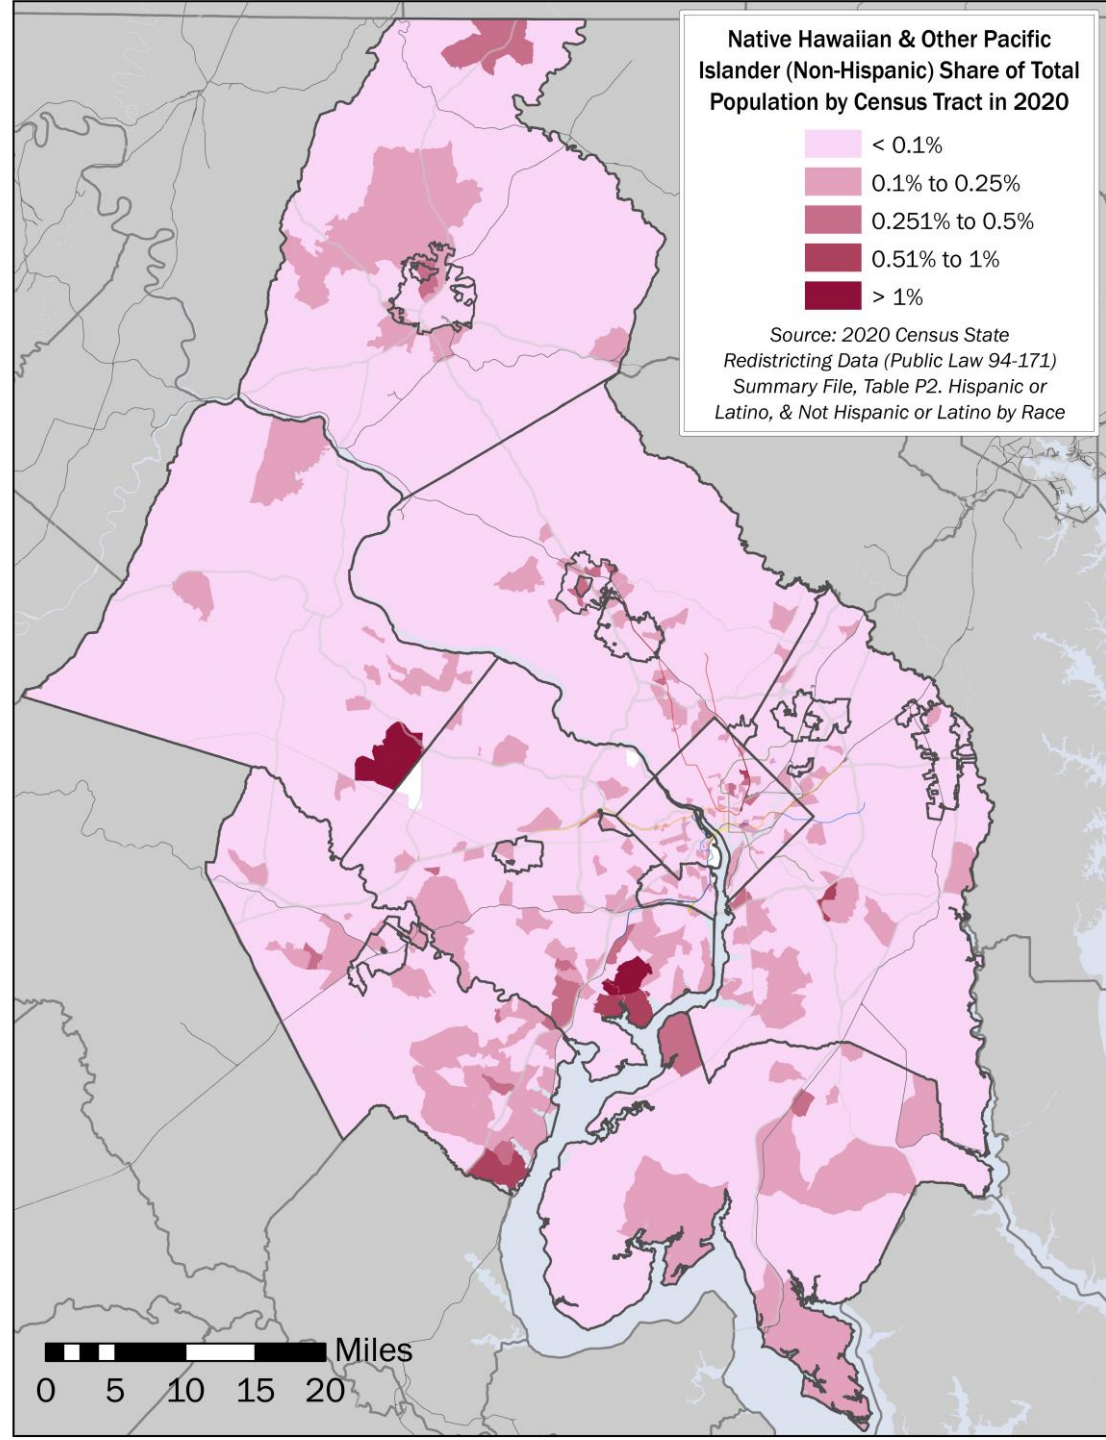 Native Hawaiian & Other Pacific
Islander (Non-Hispanic) Share of Total
Population by Census Tract in 2020
< 0.1%
0.1% to 0.25%
0.251% to 0.5%
0.51% to 1%
> 1%
Source: 2020 Census State
Redistricting Data (Public Law 94-171)
Summary File, Table P2. Hispanic or
Latino, & Not Hispanic or Latino by Race
Miles
0 5 10 15 20